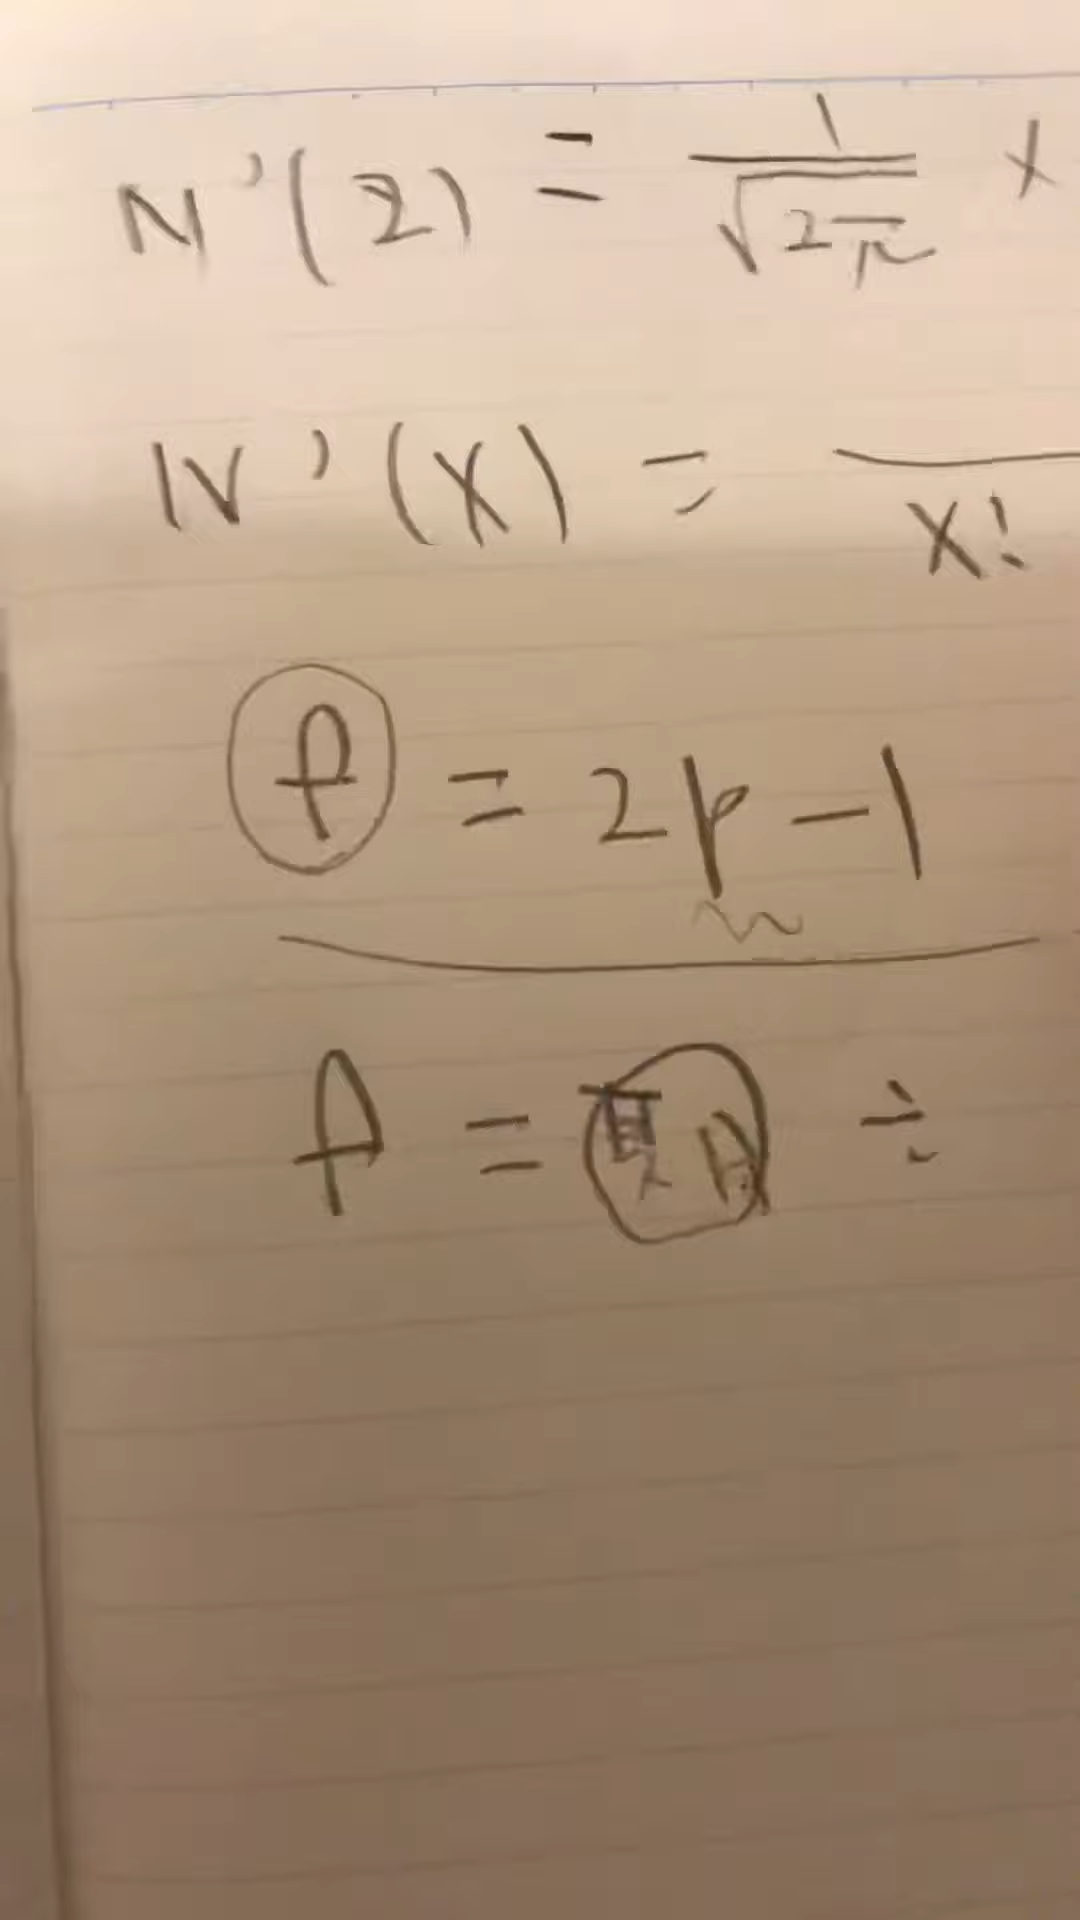 N'(z) = 1/√2π ×
N'(x) = /x!
f = 2p - 1
f = ÷